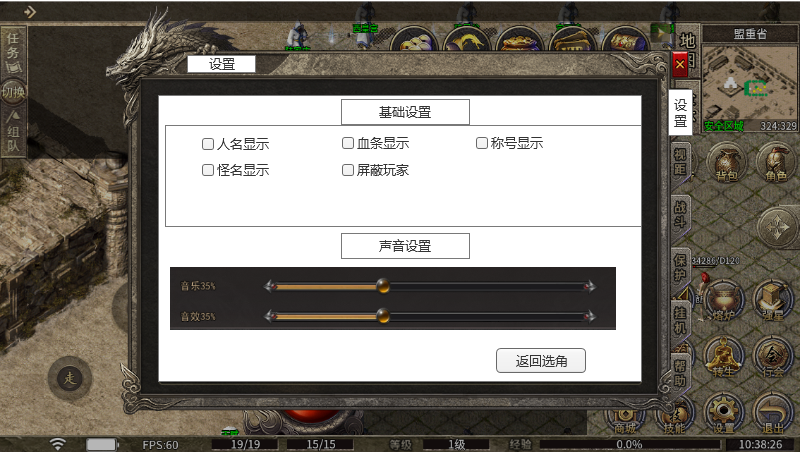 任务
切换
组队
设置
基础设置
人名显示
血条显示
称号显示
怪名显示
屏蔽玩家
声音设置
音乐35%
音效35%
返回选角
设置
视距
战斗
保护
挂机
帮助
盟重省
安全区域 324:329
背包
角色
34286/D120
熔炉
强星
转生
行会
商城
技能
设置
退出
走
FPS:60
19/19
15/15
等级
1级
经验
0.0%
10:38:26